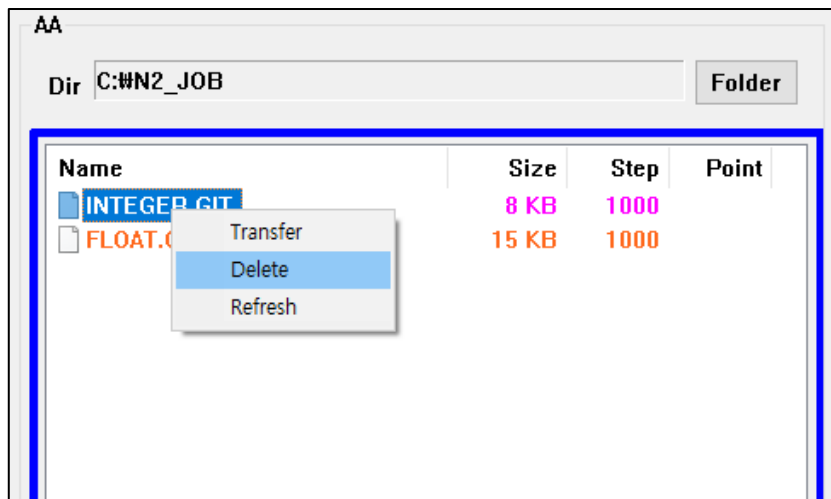 AA
Dir C:₩N2_JOB Folder
Name Size Step Point
INTEGER.GIT 8 KB 1000
FLOAT. 15 KB 1000
Transfer
Delete
Refresh